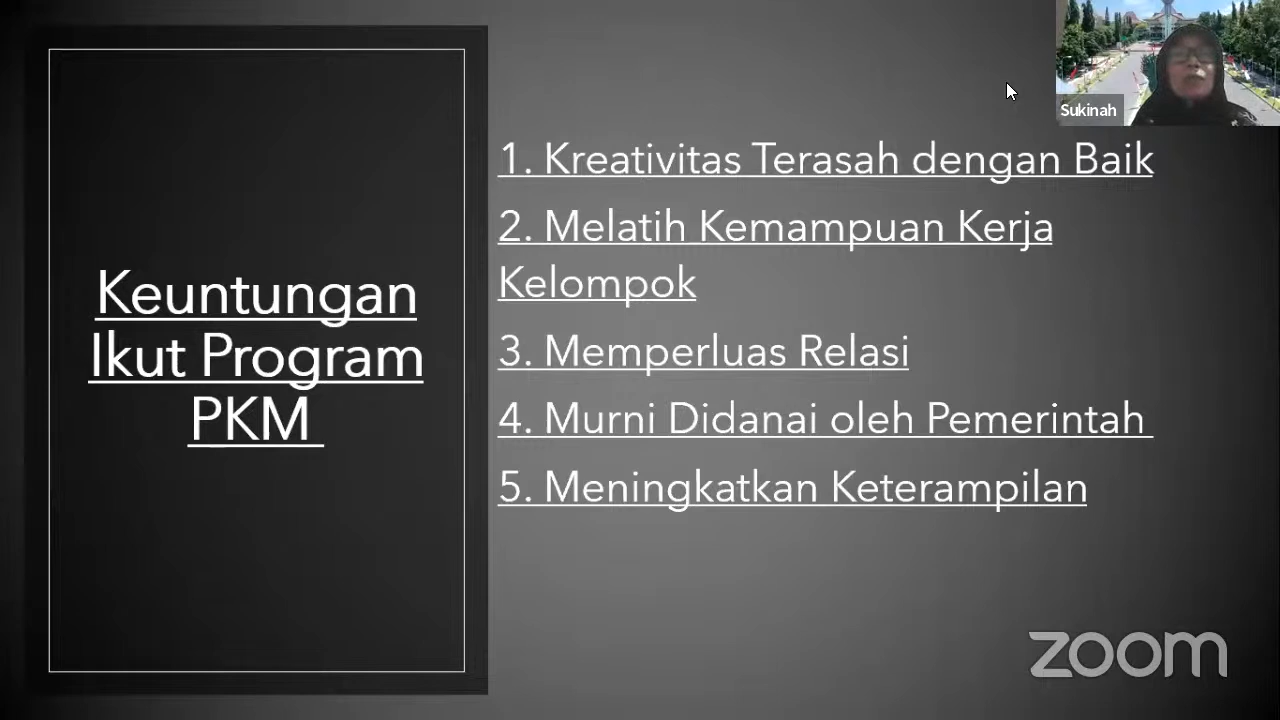 Sukinah
Keuntungan
Ikut Program
PKM
1. Kreativitas Terasah dengan Baik
2. Melatih Kemampuan Kerja
Kelompok
3. Memperluas Relasi
4. Murni Didanai oleh Pemerintah
5. Meningkatkan Keterampilan
zoom